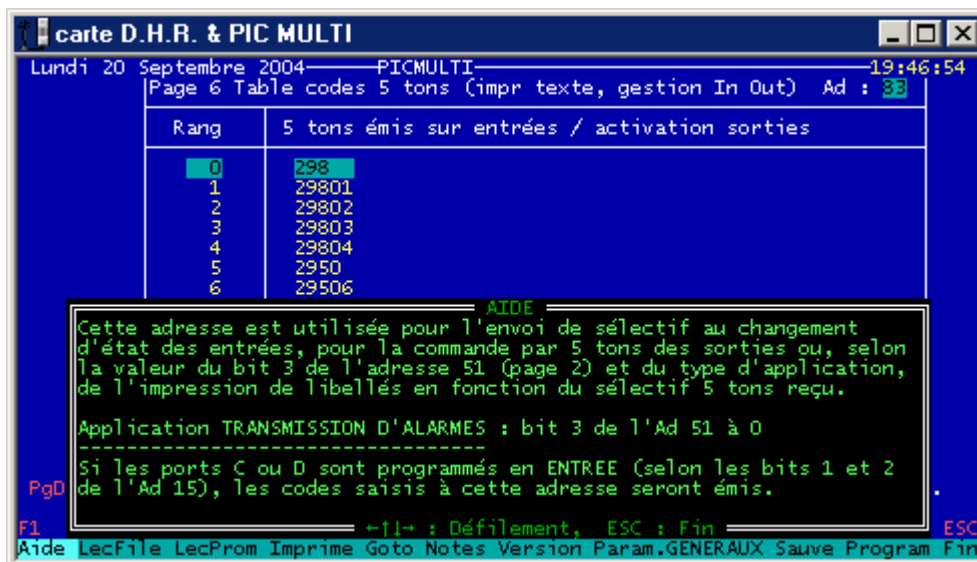 carte D.H.R. & PIC MULTI
Lundi 20 Septembre 2004 PICMULTI 19:46:54
Page 6 Table codes 5 tons (impr texte, gestion In Out) Ad : 83
Rang 5 tons émis sur entrées / activation sorties
0 298
1 29801
2 29802
3 29803
4 29804
5 2950
6 29506
AIDE
Cette adresse est utilisée pour l'envoi de sélectif au changement
d'état des entrées, pour la commande par 5 tons des sorties ou, selon
la valeur du bit 3 de l'adresse 51 (page 2) et du type d'application,
de l'impression de libellés en fonction du sélectif 5 tons reçu.
Application TRANSMISSION D'ALARMES : bit 3 de l'Ad 51 à 0
----------------------------------
Si les ports C ou D sont programmés en ENTREE (selon les bits 1 et 2
PgD de l'Ad 15), les codes saisis à cette adresse seront émis. .
F1 ←↑↓→ : Défilement, ESC : Fin ESC
Aide LecFile LecProm Imprime Goto Notes Version Param.GENERAUX Sauve Program Fin